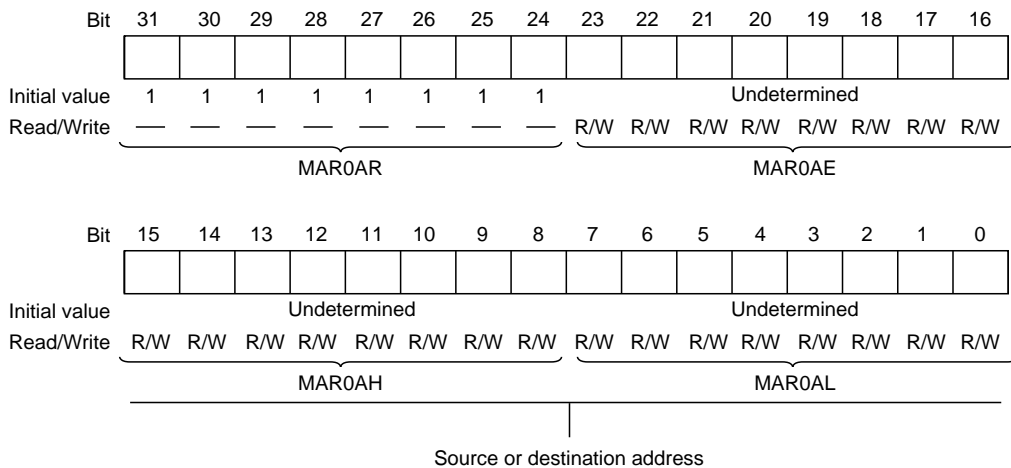 Bit 31 30 29 28 27 26 25 24 23 22 21 20 19 18 17 16
Initial value 1 1 1 1 1 1 1 1 Undetermined
Read/Write — — — — — — — — R/W R/W R/W R/W R/W R/W R/W R/W
MAR0AR MAR0AE
Bit 15 14 13 12 11 10 9 8 7 6 5 4 3 2 1 0
Initial value Undetermined Undetermined
Read/Write R/W R/W R/W R/W R/W R/W R/W R/W R/W R/W R/W R/W R/W R/W R/W R/W
MAR0AH MAR0AL
Source or destination address